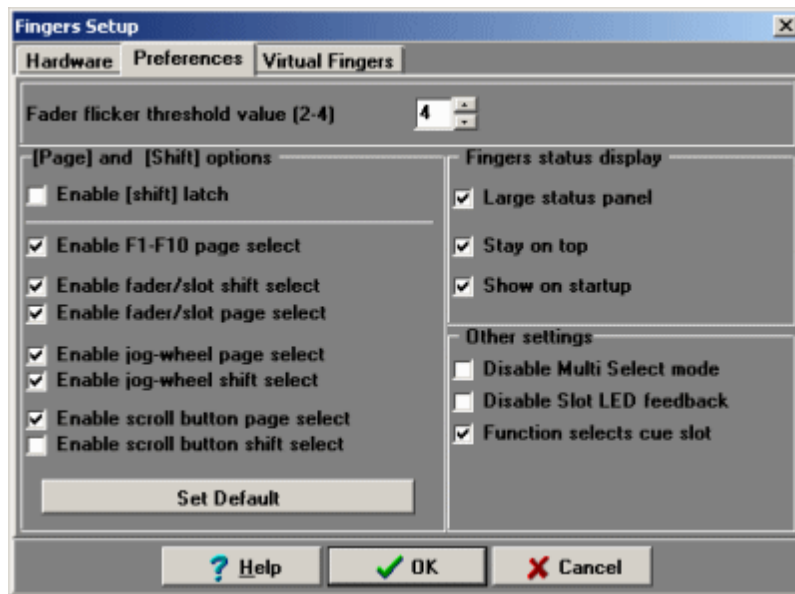 Fingers Setup
Hardware Preferences Virtual Fingers
Fader flicker threshold value (2-4) 4
[Page] and [Shift] options
Enable [shift] latch
Enable F1-F10 page select
Enable fader/slot shift select
Enable fader/slot page select
Enable jog-wheel page select
Enable jog-wheel shift select
Enable scroll button page select
Enable scroll button shift select
Set Default
Fingers status display
Large status panel
Stay on top
Show on startup
Other settings
Disable Multi Select mode
Disable Slot LED feedback
Function selects cue slot
? Help OK Cancel